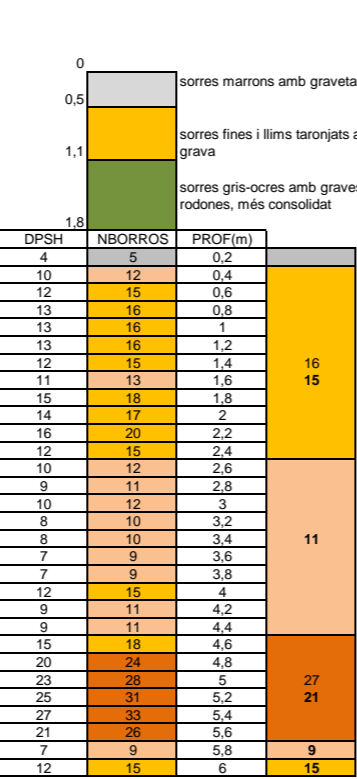 0
sorres marrons amb graveta
0,5
sorres fines i llims taronjats a
1,1 grava
sorres gris-ocres amb graves
rodones, més consolidat
1,8
DPSH NBORROS PROF(m)
4 5 0,2
10 12 0,4
12 15 0,6
13 16 0,8
13 16 1
13 16 1,2
12 15 1,4 16
11 13 1,6 15
15 18 1,8
14 17 2
16 20 2,2
12 15 2,4
10 12 2,6
9 11 2,8
10 12 3
8 10 3,2
8 10 3,4 11
7 9 3,6
7 9 3,8
12 15 4
9 11 4,2
9 11 4,4
15 18 4,6
20 24 4,8
23 28 5 27
25 31 5,2 21
27 33 5,4
21 26 5,6
7 9 5,8 9
12 15 6 15